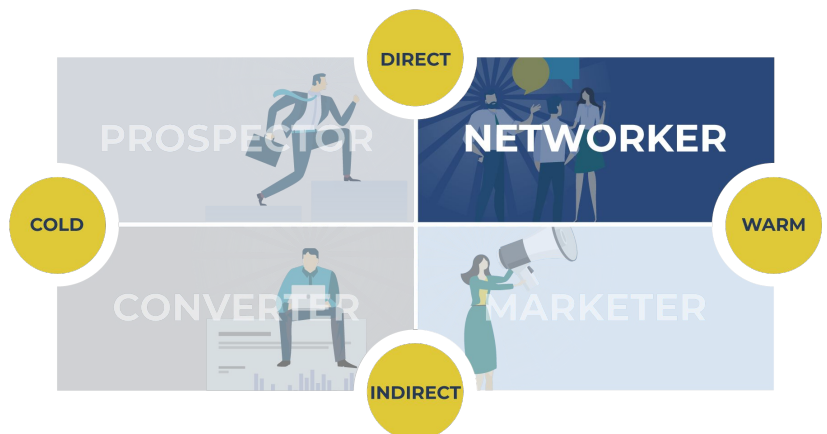 DIRECT
PROSPECTOR
NETWORKER
COLD
WARM
CONVERTER
MARKETER
INDIRECT